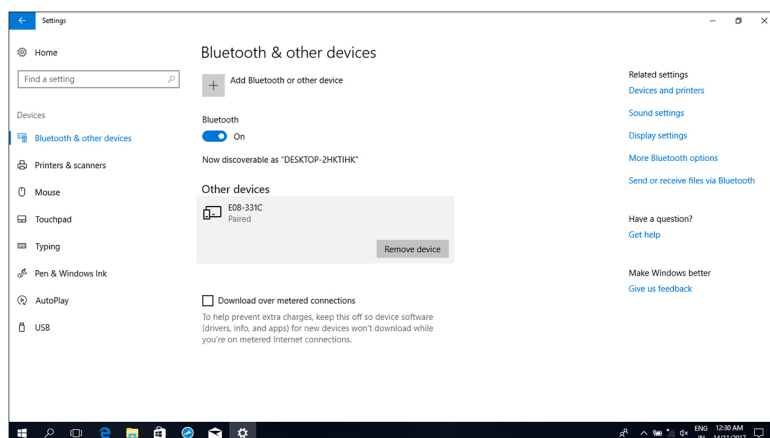 Settings
Home
Find a setting
Devices
Bluetooth & other devices
Printers & scanners
Mouse
Touchpad
Typing
Pen & Windows Ink
AutoPlay
USB
Bluetooth & other devices
Add Bluetooth or other device
Bluetooth
On
Now discoverable as "DESKTOP-2HKTIHK"
Other devices
E08-331C
Paired
Remove device
Download over metered connections
To help prevent extra charges, keep this off so device software
(drivers, info, and apps) for new devices won't download while
you're on metered Internet connections.
Related settings
Devices and printers
Sound settings
Display settings
More Bluetooth options
Send or receive files via Bluetooth
Have a question?
Get help
Make Windows better
Give us feedback
ENG 12:30 AM
IN 14/11/2017